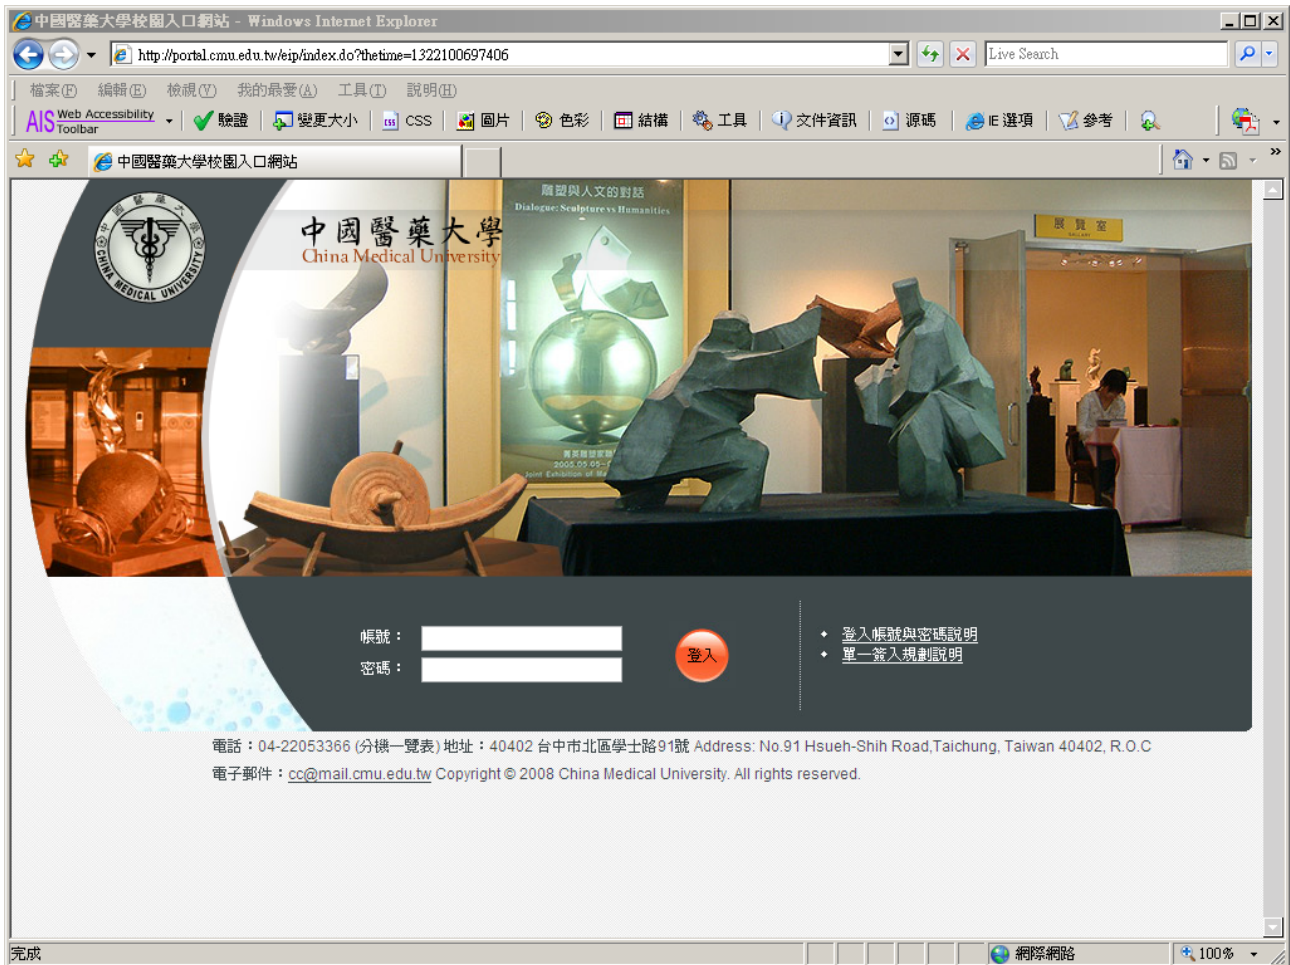 中國醫藥大學校園入口網站 - Windows Internet Explorer
http://portal.cmu.edu.tw/eip/index.do?thetime=1322100697406
Live Search
檔案(F) 編輯(E) 檢視(V) 我的最愛(A) 工具(T) 說明(H)
AIS Web Accessibility Toolbar 驗證 變更大小 CSS 圖片 色彩 結構 工具 文件資訊 源碼 IE 選項 參考
中國醫藥大學校園入口網站
中國醫藥大學
CHINA MEDICAL UNIVERSITY
中國醫藥大學
China Medical University
雕塑與人文的對話
Dialogue: Sculpture vs Humanities
展覽室
GALLARY
帳號：
密碼：
登入
登入帳號與密碼說明
單一簽入規劃說明
電話：04-22053366 (分機一覽表) 地址：40402 台中市北區學士路91號 Address: No.91 Hsueh-Shih Road,Taichung, Taiwan 40402, R.O.C
電子郵件：cc@mail.cmu.edu.tw Copyright © 2008 China Medical University. All rights reserved.
完成
網際網路
100%